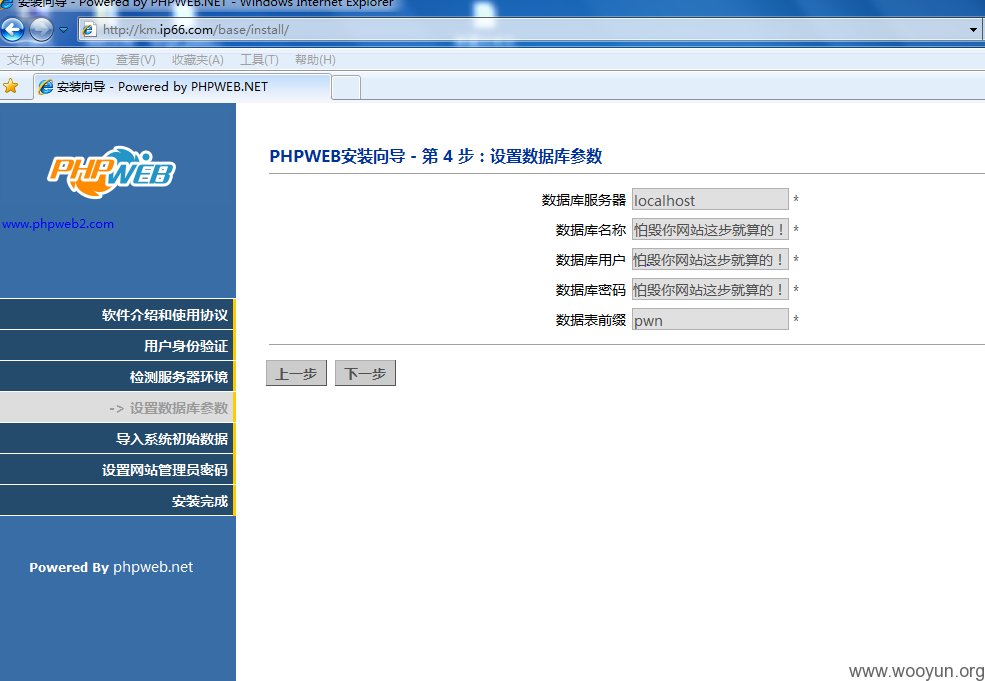 安装向导 - Powered by PHPWEB.NET - Windows Internet Explorer
http://km.ip66.com/base/install/
文件(F) 编辑(E) 查看(V) 收藏夹(A) 工具(T) 帮助(H)
安装向导 - Powered by PHPWEB.NET
PHPWEB
www.phpweb2.com
软件介绍和使用协议
用户身份验证
检测服务器环境
-> 设置数据库参数
导入系统初始数据
设置网站管理员密码
安装完成
Powered By phpweb.net
PHPWEB安装向导 - 第 4 步：设置数据库参数
数据库服务器 localhost *
数据库名称 怕毁你网站这步就算的！ *
数据库用户 怕毁你网站这步就算的！ *
数据库密码 怕毁你网站这步就算的！ *
数据表前缀 pwn *
上一步 下一步
www.wooyun.org